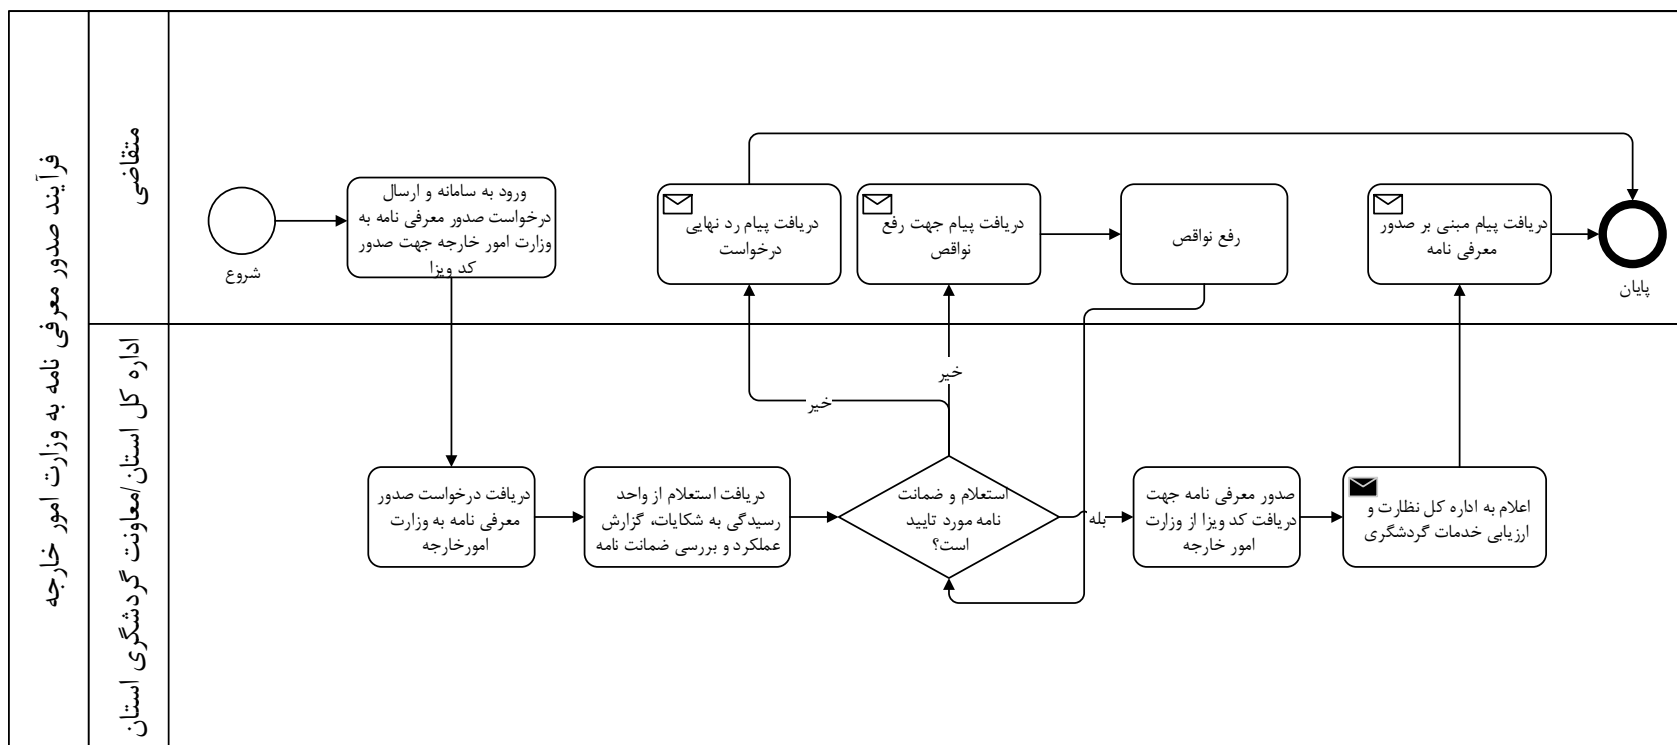 فرآیند صدور معرفی نامه به وزارت امور خارجه
متقاضی
شروع
ورود به سامانه و ارسال
درخواست صدور معرفی نامه به
وزارت امور خارجه جهت صدور
کد ویزا
دریافت پیام رد نهایی
درخواست
دریافت پیام جهت رفع
نواقص
رفع نواقص
دریافت پیام مبنی بر صدور
معرفی نامه
پایان
اداره کل استان/معاونت گردشگری استان
دریافت درخواست صدور
معرفی نامه به وزارت
امورخارجه
دریافت استعلام از واحد
رسیدگی به شکایات، گزارش
عملکرد و بررسی ضمانت نامه
استعلام و ضمانت
نامه مورد تایید
است؟
خیر
خیر
بله
صدور معرفی نامه جهت
دریافت کد ویزا از وزارت
امور خارجه
اعلام به اداره کل نظارت و
ارزیابی خدمات گردشگری